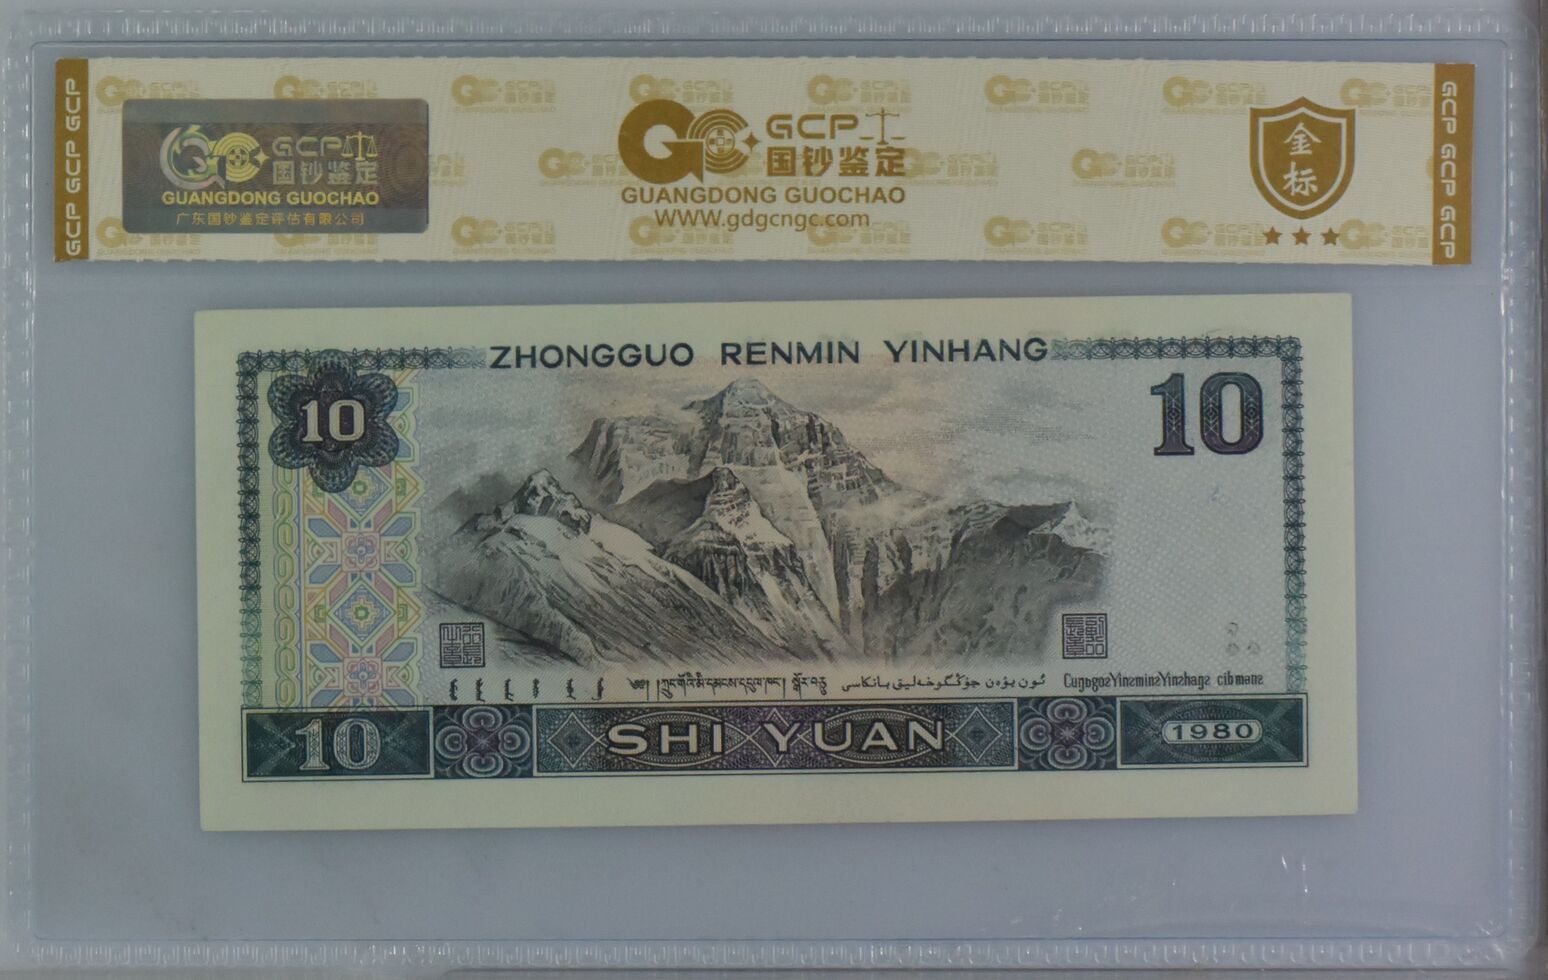 GCP GCP GCP
GCP 国钞鉴定
GUANGDONG GUOCHAO
广东国钞鉴定评估有限公司
GCP
国钞鉴定
GUANGDONG GUOCHAO
WWW.gdgcngc.com
金标
GCP GCP GCP
ZHONGGUO RENMIN YINHANG
10
10
10
SHI YUAN
1980